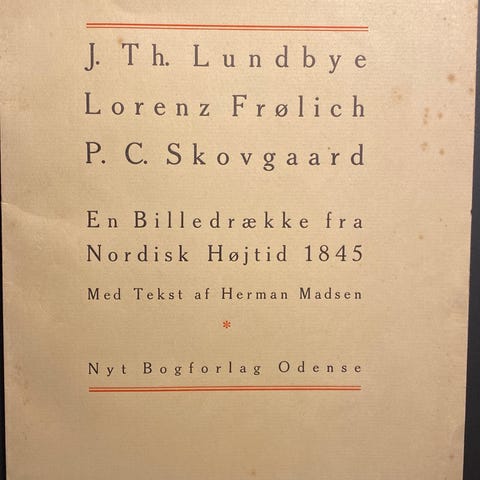 J. Th. Lundbye
Lorenz Frølich
P. C. Skovgaard
En Billedrække fra
Nordisk Højtid 1845
Med Tekst af Herman Madsen
*
Nyt Bogforlag Odense